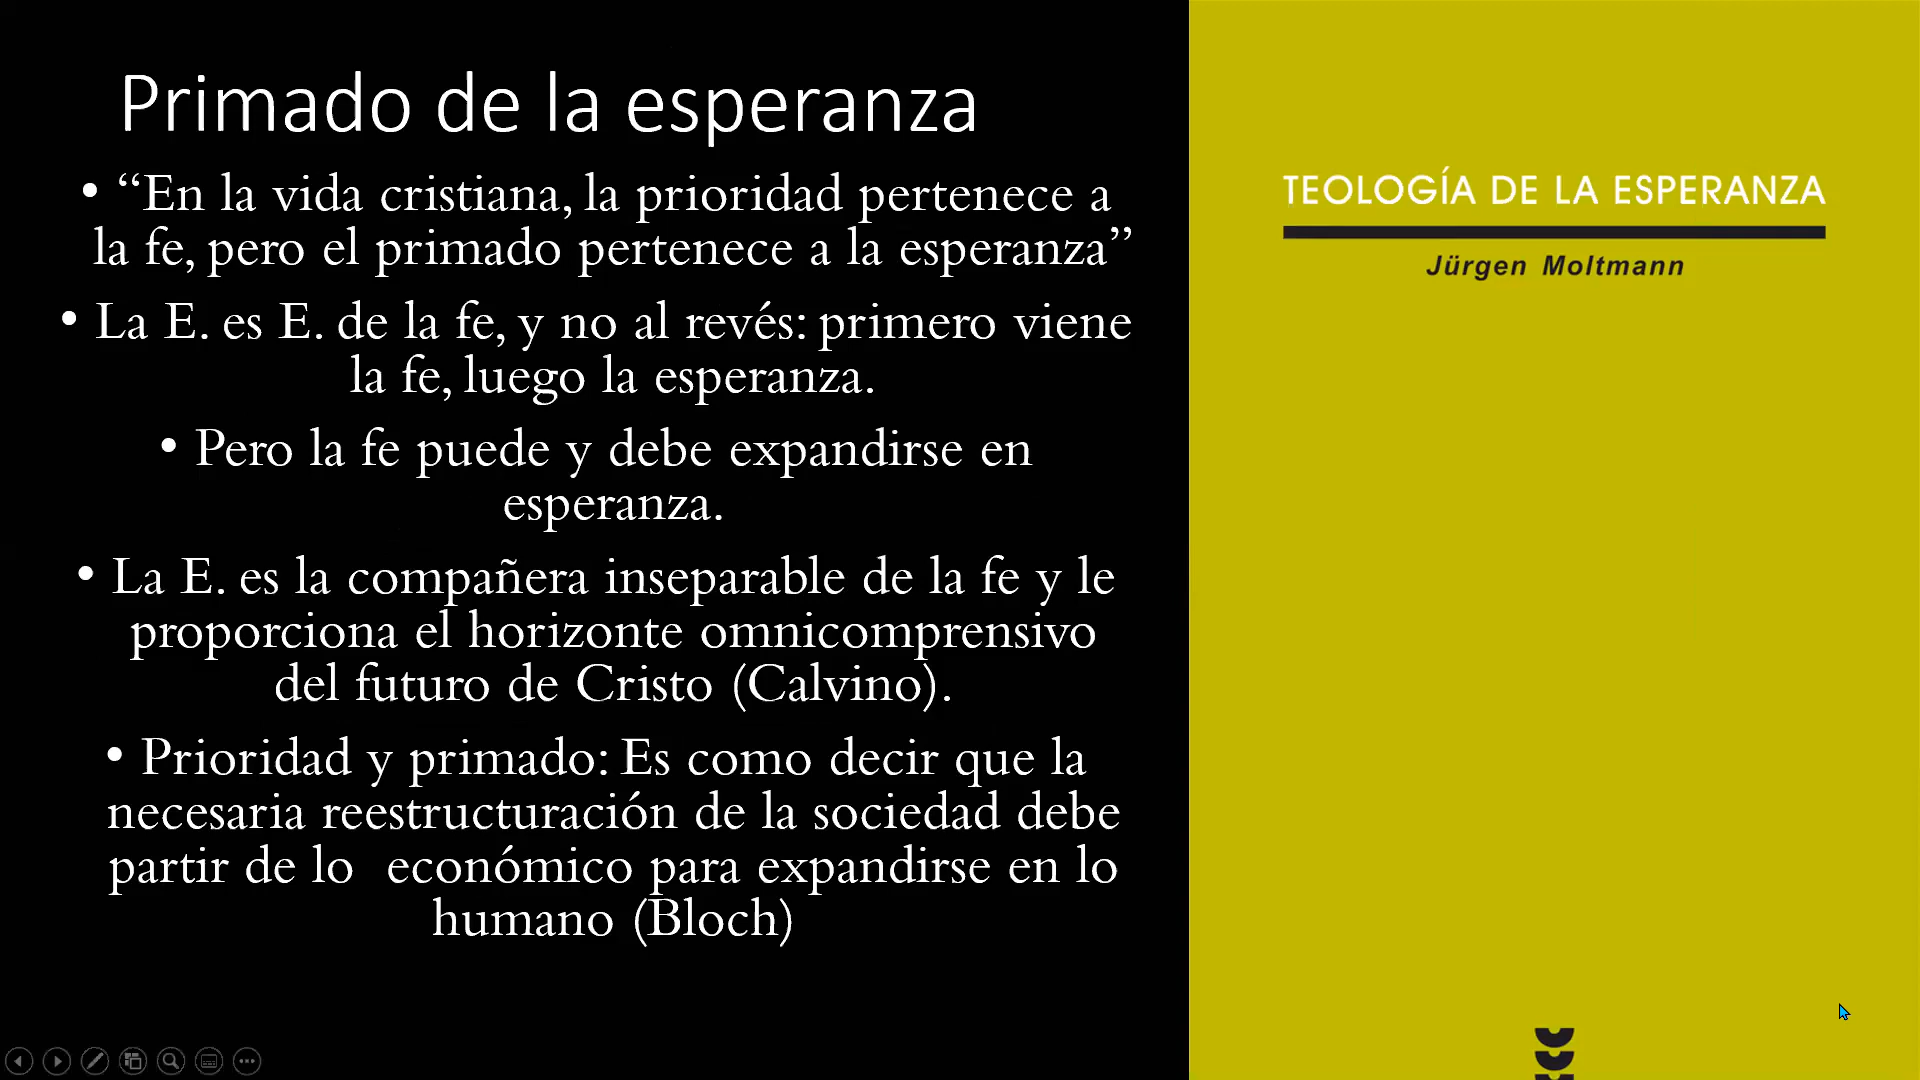 Primado de la esperanza
• “En la vida cristiana, la prioridad pertenece a
la fe, pero el primado pertenece a la esperanza”
• La E. es E. de la fe, y no al revés: primero viene
la fe, luego la esperanza.
• Pero la fe puede y debe expandirse en
esperanza.
• La E. es la compañera inseparable de la fe y le
proporciona el horizonte omnicomprensivo
del futuro de Cristo (Calvino).
• Prioridad y primado: Es como decir que la
necesaria reestructuración de la sociedad debe
partir de lo económico para expandirse en lo
humano (Bloch)
TEOLOGÍA DE LA ESPERANZA
Jürgen Moltmann